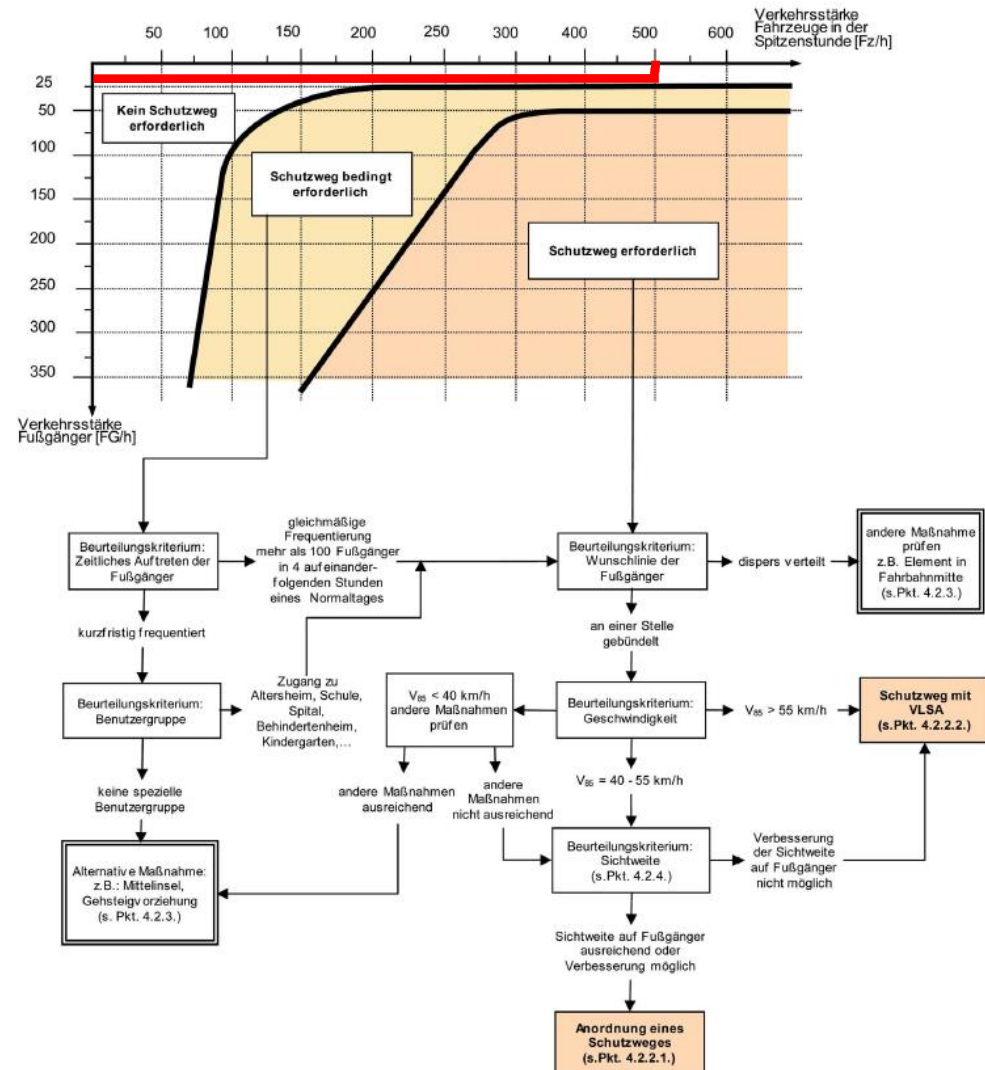 Verkehrsstärke
Fahrzeuge in der
Spitzenstunde [Fz/h]
50 100 150 200 250 300 400 500 600
25
50
100
150
200
250
300
350
Kein Schutzweg
erforderlich
Schutzweg bedingt
erforderlich
Schutzweg erforderlich
Verkehrsstärke
Fußgänger [FG/h]
Beurteilungskriterium:
Zeitliches Auftreten der
Fußgänger
gleichmäßige
Frequentierung
mehr als 100 Fußgänger
in 4 aufeinander-
folgenden Stunden
eines Normaltages
Beurteilungskriterium:
Wunschlinie der
Fußgänger
dispers verteilt
andere Maßnahme
prüfen
z.B. Element in
Fahrbahnmitte
(s.Pkt. 4.2.3.)
kurzfristig frequentiert
an einer Stelle
gebündelt
Beurteilungskriterium:
Benutzergruppe
Zugang zu
Altersheim, Schule,
Spital,
Behindertenheim,
Kindergarten,...
V85 < 40 km/h
andere Maßnahmen
prüfen
Beurteilungskriterium:
Geschwindigkeit
V85 > 55 km/h
Schutzweg mit
VLSA
(s.Pkt. 4.2.2.2.)
keine spezielle
Benutzergruppe
andere Maßnahmen
ausreichend
andere
Maßnahmen
nicht ausreichend
V85 = 40 - 55 km/h
Alternative Maßnahme:
z.B.: Mittelinsel,
Gehsteigvorziehung
(s. Pkt. 4.2.3.)
Beurteilungskriterium:
Sichtweite
(s.Pkt. 4.2.4.)
Verbesserung
der Sichtweite
auf Fußgänger
nicht möglich
Sichtweite auf Fußgänger
ausreichend oder
Verbesserung möglich
Anordnung eines
Schutzweges
(s.Pkt. 4.2.2.1.)